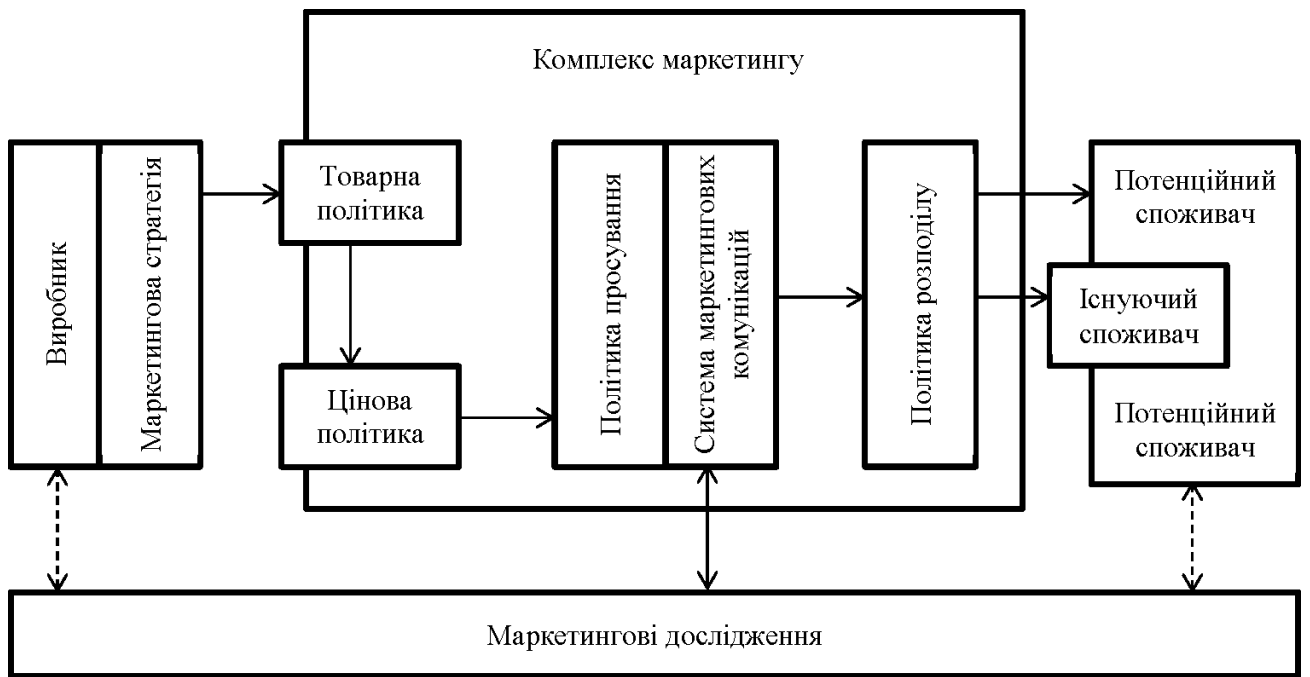 Комплекс маркетингу
Виробник
Маркетингова стратегія
Товарна
політика
Цінова
політика
Політика просування
Система маркетингових
комунікацій
Політика розподілу
Потенційний
споживач
Існуючий
споживач
Потенційний
споживач
Маркетингові дослідження